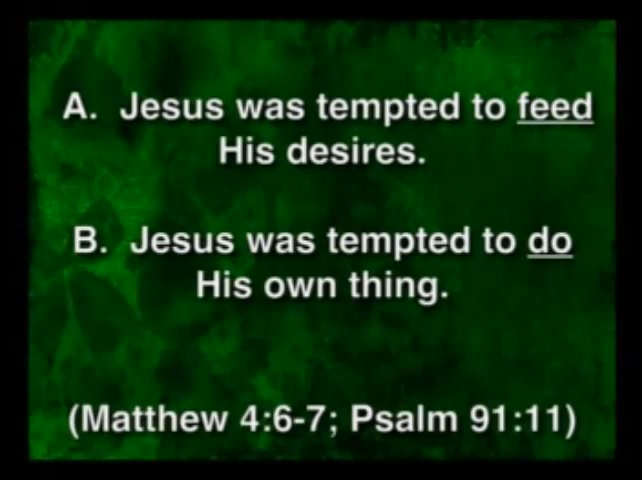 A. Jesus was tempted to feed
His desires.
B. Jesus was tempted to do
His own thing.
(Matthew 4:6-7; Psalm 91:11)